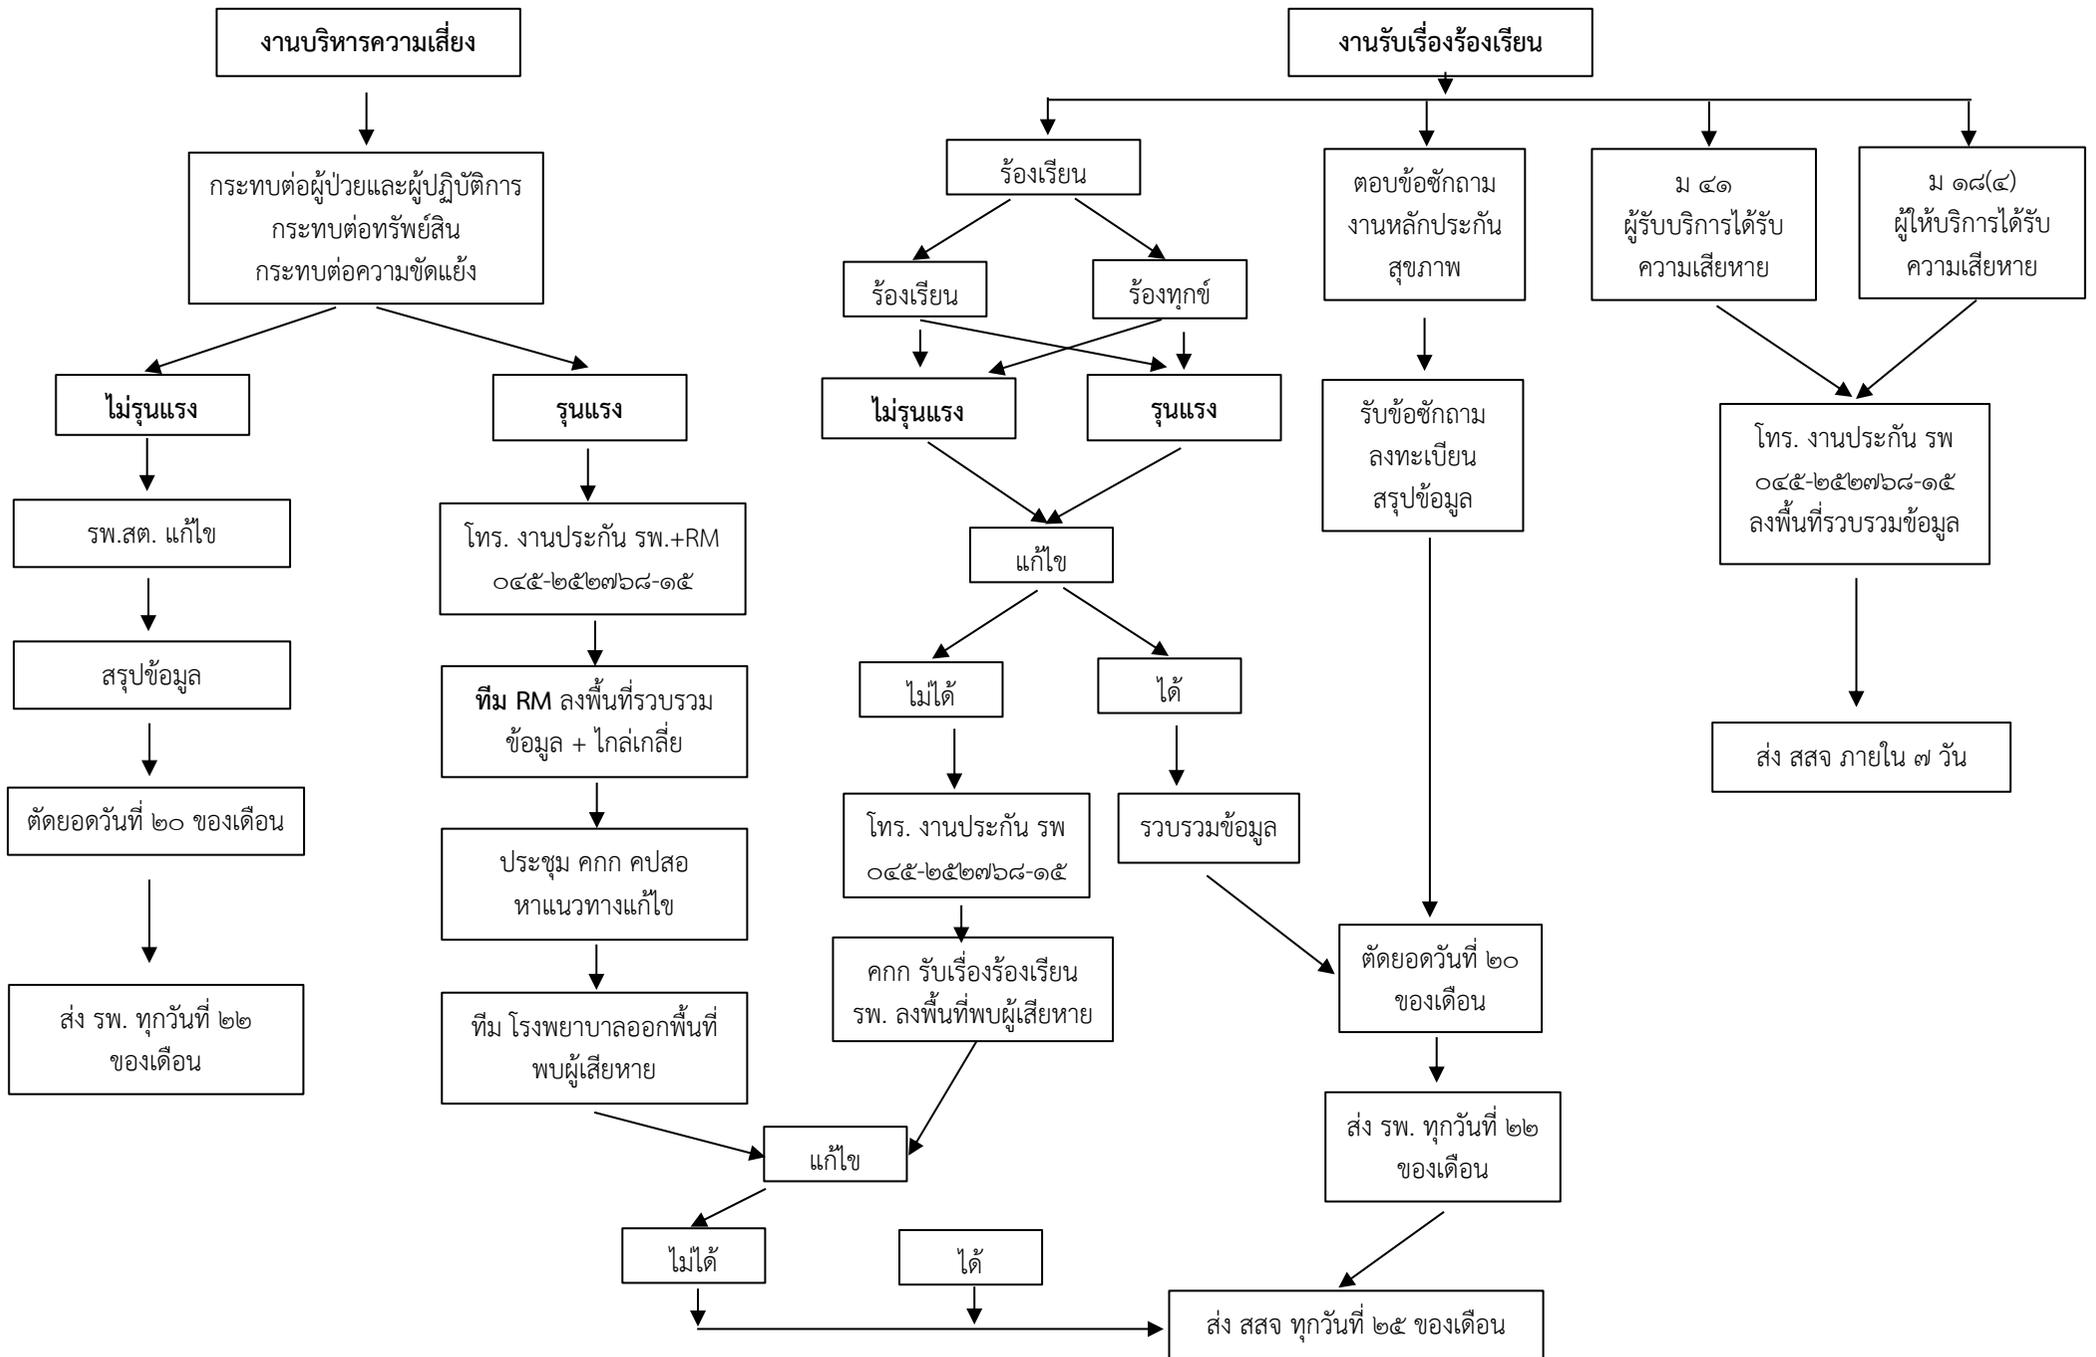 งานบริหารความเสี่ยง
กระทบต่อผู้ป่วยและผู้ปฏิบัติการ
กระทบต่อทรัพย์สิน
กระทบต่อความขัดแย้ง
ไม่รุนแรง
รพ.สต. แก้ไข
สรุปข้อมูล
ตัดยอดวันที่ ๒๐ ของเดือน
ส่ง รพ. ทุกวันที่ ๒๒
ของเดือน
รุนแรง
โทร. งานประกัน รพ.+RM
๐๔๕-๒๕๒๗๖๘-๑๕
ทีม RM ลงพื้นที่รวบรวม
ข้อมูล + ไกล่เกลี่ย
ประชุม คกก คปสอ
หาแนวทางแก้ไข
ทีม โรงพยาบาลออกพื้นที่
พบผู้เสียหาย
งานรับเรื่องร้องเรียน
ร้องเรียน
ร้องเรียน
ร้องทุกข์
ไม่รุนแรง
รุนแรง
แก้ไข
ไม่ได้
ได้
โทร. งานประกัน รพ
๐๔๕-๒๕๒๗๖๘-๑๕
รวบรวมข้อมูล
คกก รับเรื่องร้องเรียน
รพ. ลงพื้นที่พบผู้เสียหาย
แก้ไข
ไม่ได้
ได้
ตอบข้อซักถาม
งานหลักประกัน
สุขภาพ
รับข้อซักถาม
ลงทะเบียน
สรุปข้อมูล
ตัดยอดวันที่ ๒๐
ของเดือน
ส่ง รพ. ทุกวันที่ ๒๒
ของเดือน
ส่ง สสจ ทุกวันที่ ๒๕ ของเดือน
ม ๔๑
ผู้รับบริการได้รับ
ความเสียหาย
ม ๑๘(๔)
ผู้ให้บริการได้รับ
ความเสียหาย
โทร. งานประกัน รพ
๐๔๕-๒๕๒๗๖๘-๑๕
ลงพื้นที่รวบรวมข้อมูล
ส่ง สสจ ภายใน ๗ วัน